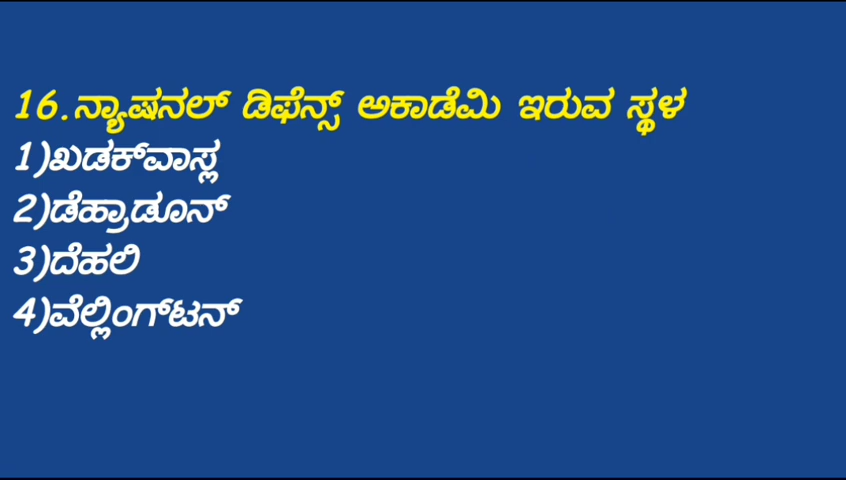 16.ನ್ಯಾಷನಲ್ ಡಿಫೆನ್ಸ್ ಅಕಾಡೆಮಿ ಇರುವ ಸ್ಥಳ
1)ಖಡಕ್‌ವಾಸ್ಲ
2)ಡೆಹ್ರಾಡೂನ್
3)ದೆಹಲಿ
4)ವೆಲ್ಲಿಂಗ್‌ಟನ್